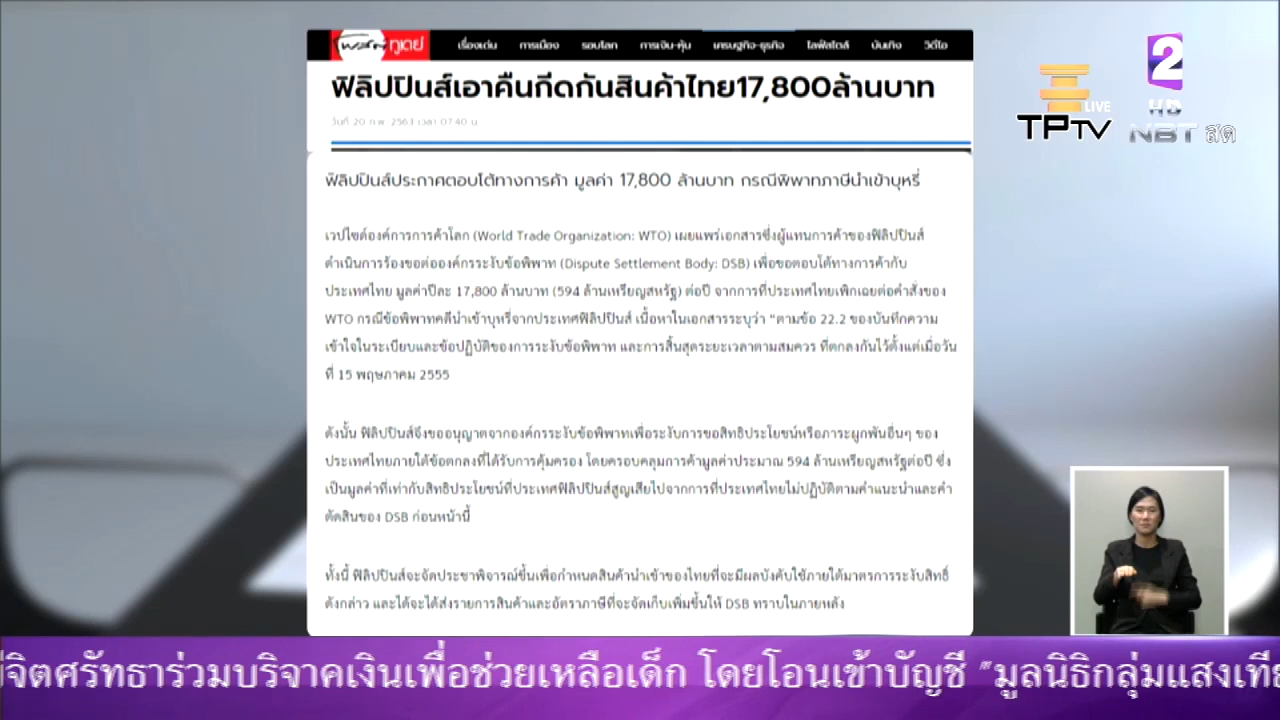 โพสต์ทูเดย์
เรื่องเด่น การเมือง รอบโลก การเงิน-หุ้น เศรษฐกิจ-ธุรกิจ ไลฟ์สไตล์ บันเทิง วิดีโอ
ฟิลิปปินส์เอาคืนกีดกันสินค้าไทย17,800ล้านบาท
วันที่ 20 ก.พ. 2563 เวลา 07:40 น.
2
HD
LIVE
TPTV
NBT สด
ฟิลิปปินส์ประกาศตอบโต้ทางการค้า มูลค่า 17,800 ล้านบาท กรณีพิพาทภาษีนำเข้าบุหรี่
เวปไซต์องค์การการค้าโลก (World Trade Organization: WTO) เผยแพร่เอกสารซึ่งผู้แทนการค้าของฟิลิปปินส์
ดำเนินการร้องขอต่อองค์กรระงับข้อพิพาท (Dispute Settlement Body: DSB) เพื่อขอตอบโต้ทางการค้ากับ
ประเทศไทย มูลค่าปีละ 17,800 ล้านบาท (594 ล้านเหรียญสหรัฐ) ต่อปี จากการที่ประเทศไทยเพิกเฉยต่อคำสั่งของ
WTO กรณีข้อพิพาทคดีนำเข้าบุหรี่จากประเทศฟิลิปปินส์ เนื้อหาในเอกสารระบุว่า "ตามข้อ 22.2 ของบันทึกความ
เข้าใจในระเบียบและข้อปฏิบัติของการระงับข้อพิพาท และการสิ้นสุดระยะเวลาตามสมควร ที่ตกลงกันไว้ตั้งแต่เมื่อวัน
ที่ 15 พฤษภาคม 2555
ดังนั้น ฟิลิปปินส์จึงขออนุญาตจากองค์กรระงับข้อพิพาทเพื่อระงับการขอสิทธิประโยชน์หรือภาระผูกพันอื่นๆ ของ
ประเทศไทยภายใต้ข้อตกลงที่ได้รับการคุ้มครอง โดยครอบคลุมการค้ามูลค่าประมาณ 594 ล้านเหรียญสหรัฐต่อปี ซึ่ง
เป็นมูลค่าที่เท่ากับสิทธิประโยชน์ที่ประเทศฟิลิปปินส์สูญเสียไปจากการที่ประเทศไทยไม่ปฏิบัติตามคำแนะนำและคำ
ตัดสินของ DSB ก่อนหน้านี้
ทั้งนี้ ฟิลิปปินส์จะจัดประชาพิจารณ์ขึ้นเพื่อกำหนดสินค้านำเข้าของไทยที่จะมีผลบังคับใช้ภายใต้มาตรการระงับสิทธิ์
ดังกล่าว และได้จะได้ส่งรายการสินค้าและอัตราภาษีที่จะจัดเก็บเพิ่มขึ้นให้ DSB ทราบในภายหลัง
จิตศรัทธาร่วมบริจาคเงินเพื่อช่วยเหลือเด็ก โดยโอนเข้าบัญชี "มูลนิธิกลุ่มแสงเทีย